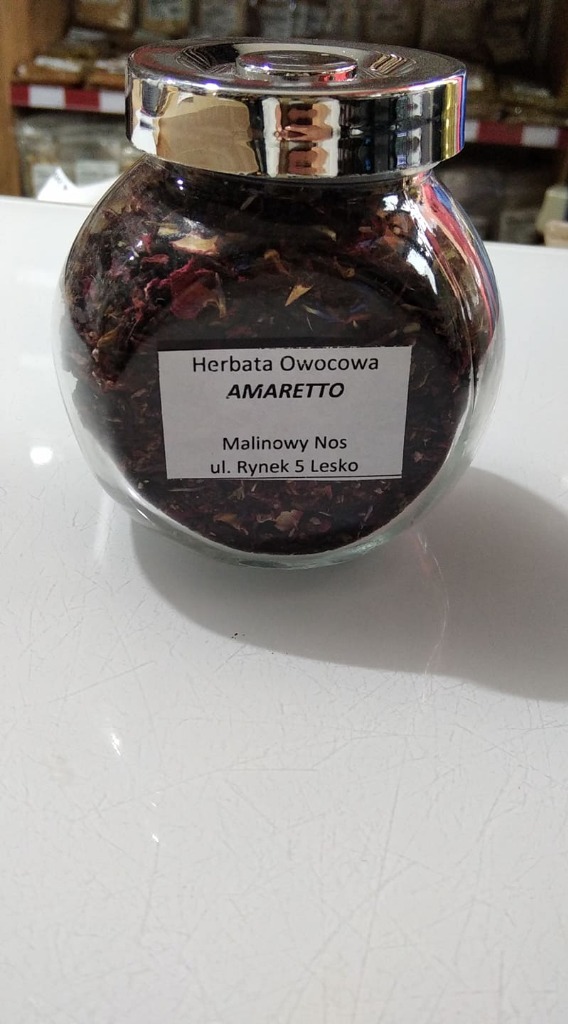 Herbata Owocowa
AMARETTO
Malinowy Nos
ul. Rynek 5 Lesko